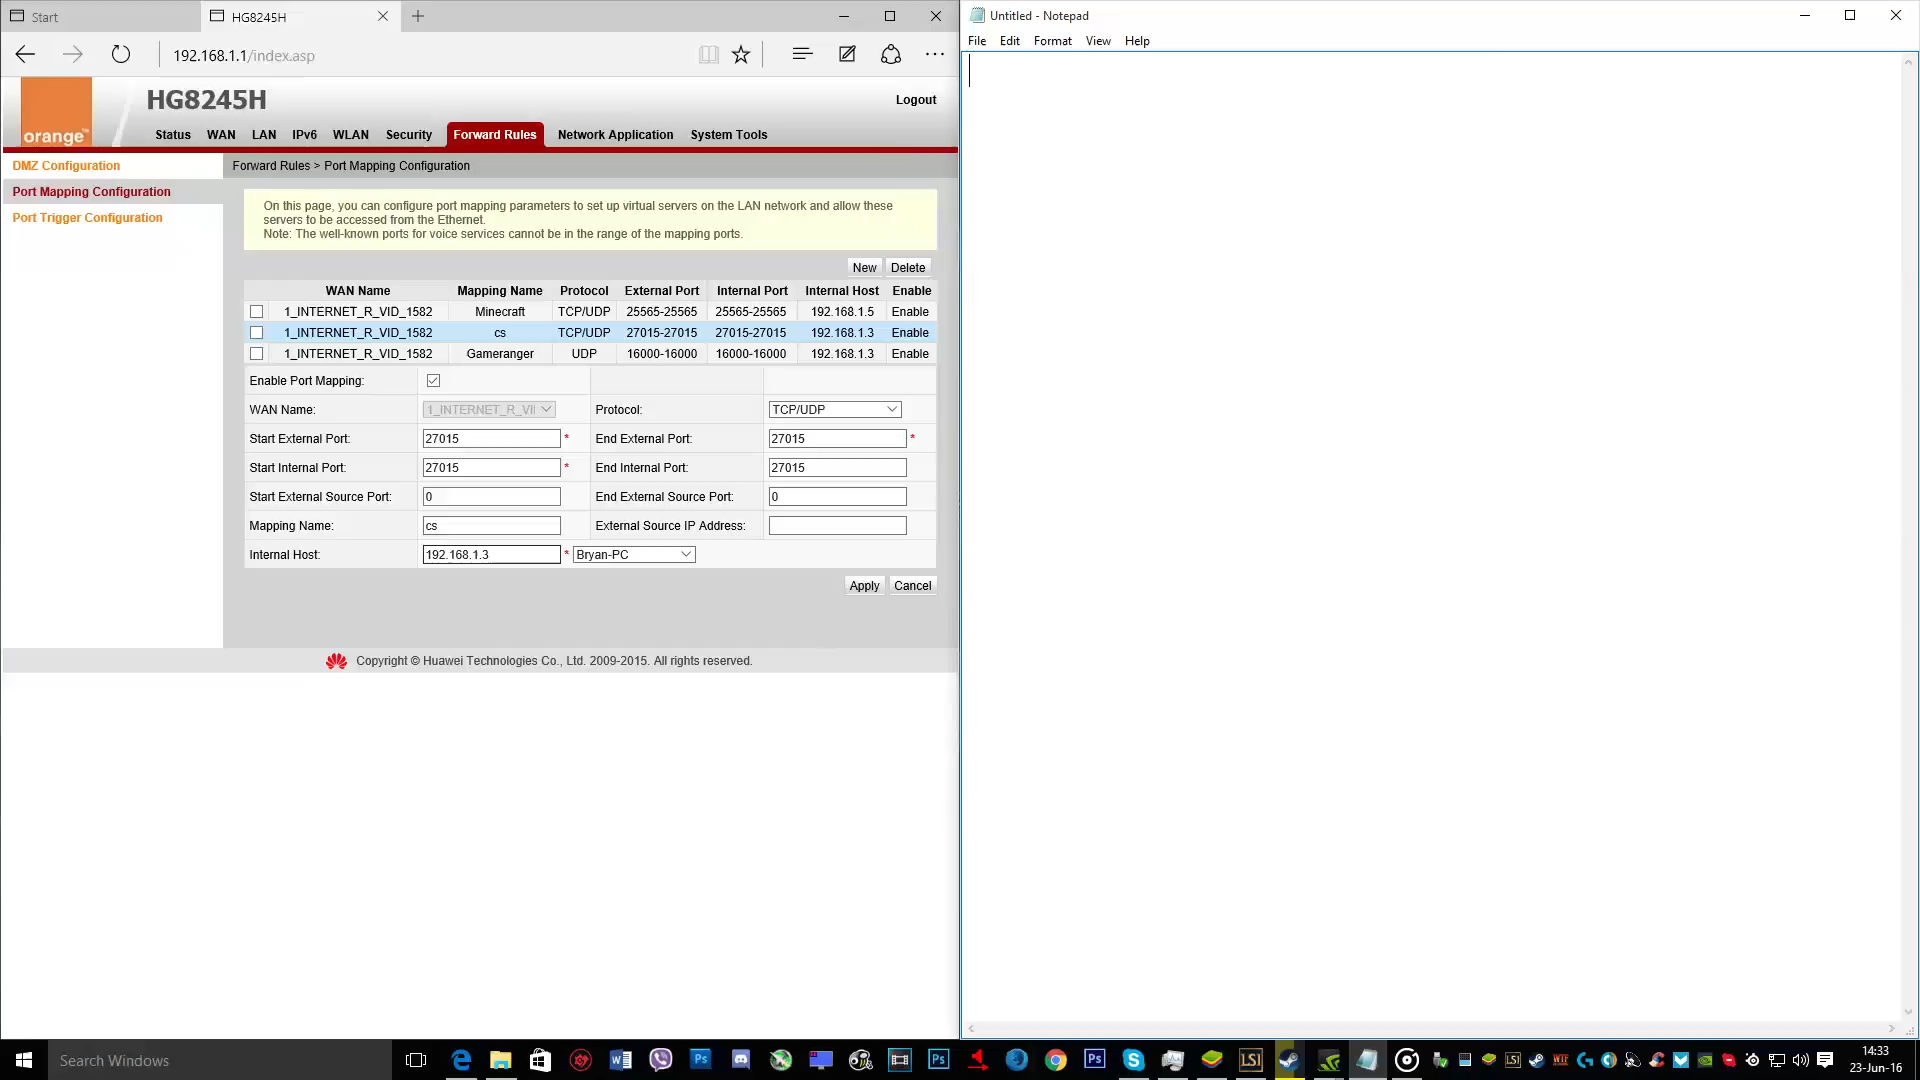 Start
HG8245H
192.168.1.1/index.asp
orange™
HG8245H
Logout
Status WAN LAN IPv6 WLAN Security Forward Rules Network Application System Tools
DMZ Configuration
Port Mapping Configuration
Port Trigger Configuration
Forward Rules > Port Mapping Configuration
On this page, you can configure port mapping parameters to set up virtual servers on the LAN network and allow these
servers to be accessed from the Ethernet.
Note: The well-known ports for voice services cannot be in the range of the mapping ports.
New Delete
WAN Name Mapping Name Protocol External Port Internal Port Internal Host Enable
1_INTERNET_R_VID_1582 Minecraft TCP/UDP 25565-25565 25565-25565 192.168.1.5 Enable
1_INTERNET_R_VID_1582 cs TCP/UDP 27015-27015 27015-27015 192.168.1.3 Enable
1_INTERNET_R_VID_1582 Gameranger UDP 16000-16000 16000-16000 192.168.1.3 Enable
Enable Port Mapping:
WAN Name: 1_INTERNET_R_VI Protocol: TCP/UDP
Start External Port: 27015 * End External Port: 27015 *
Start Internal Port: 27015 * End Internal Port: 27015
Start External Source Port: 0 End External Source Port: 0
Mapping Name: cs External Source IP Address:
Internal Host: 192.168.1.3 * Bryan-PC
Apply Cancel
Copyright © Huawei Technologies Co., Ltd. 2009-2015. All rights reserved.
Untitled - Notepad
File Edit Format View Help
Search Windows
14:33
23-Jun-16